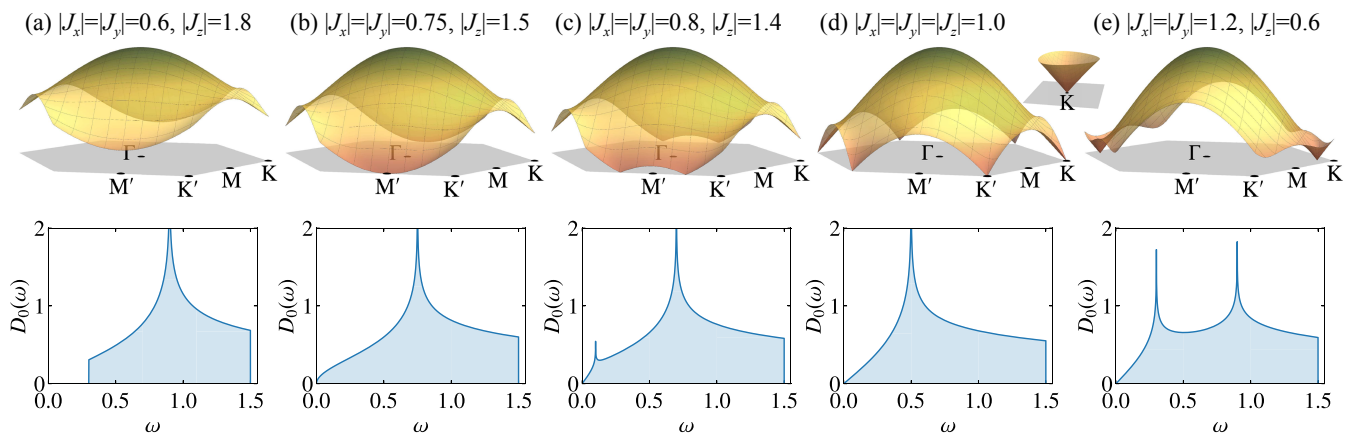 (a) |Jx|=|Jy|=0.6, |Jz|=1.8
(b) |Jx|=|Jy|=0.75, |Jz|=1.5
(c) |Jx|=|Jy|=0.8, |Jz|=1.4
(d) |Jx|=|Jy|=|Jz|=1.0
(e) |Jx|=|Jy|=1.2, |Jz|=0.6
Γ M′ K′ M K
Γ M′ K′ M K
Γ M′ K′ M K
Γ M′ K′ M K
K
Γ M′ K′ M K
D0(ω)
2
1
0
0.0 0.5 1.0 1.5
ω
D0(ω)
2
1
0
0.0 0.5 1.0 1.5
ω
D0(ω)
2
1
0
0.0 0.5 1.0 1.5
ω
D0(ω)
2
1
0
0.0 0.5 1.0 1.5
ω
D0(ω)
2
1
0
0.0 0.5 1.0 1.5
ω